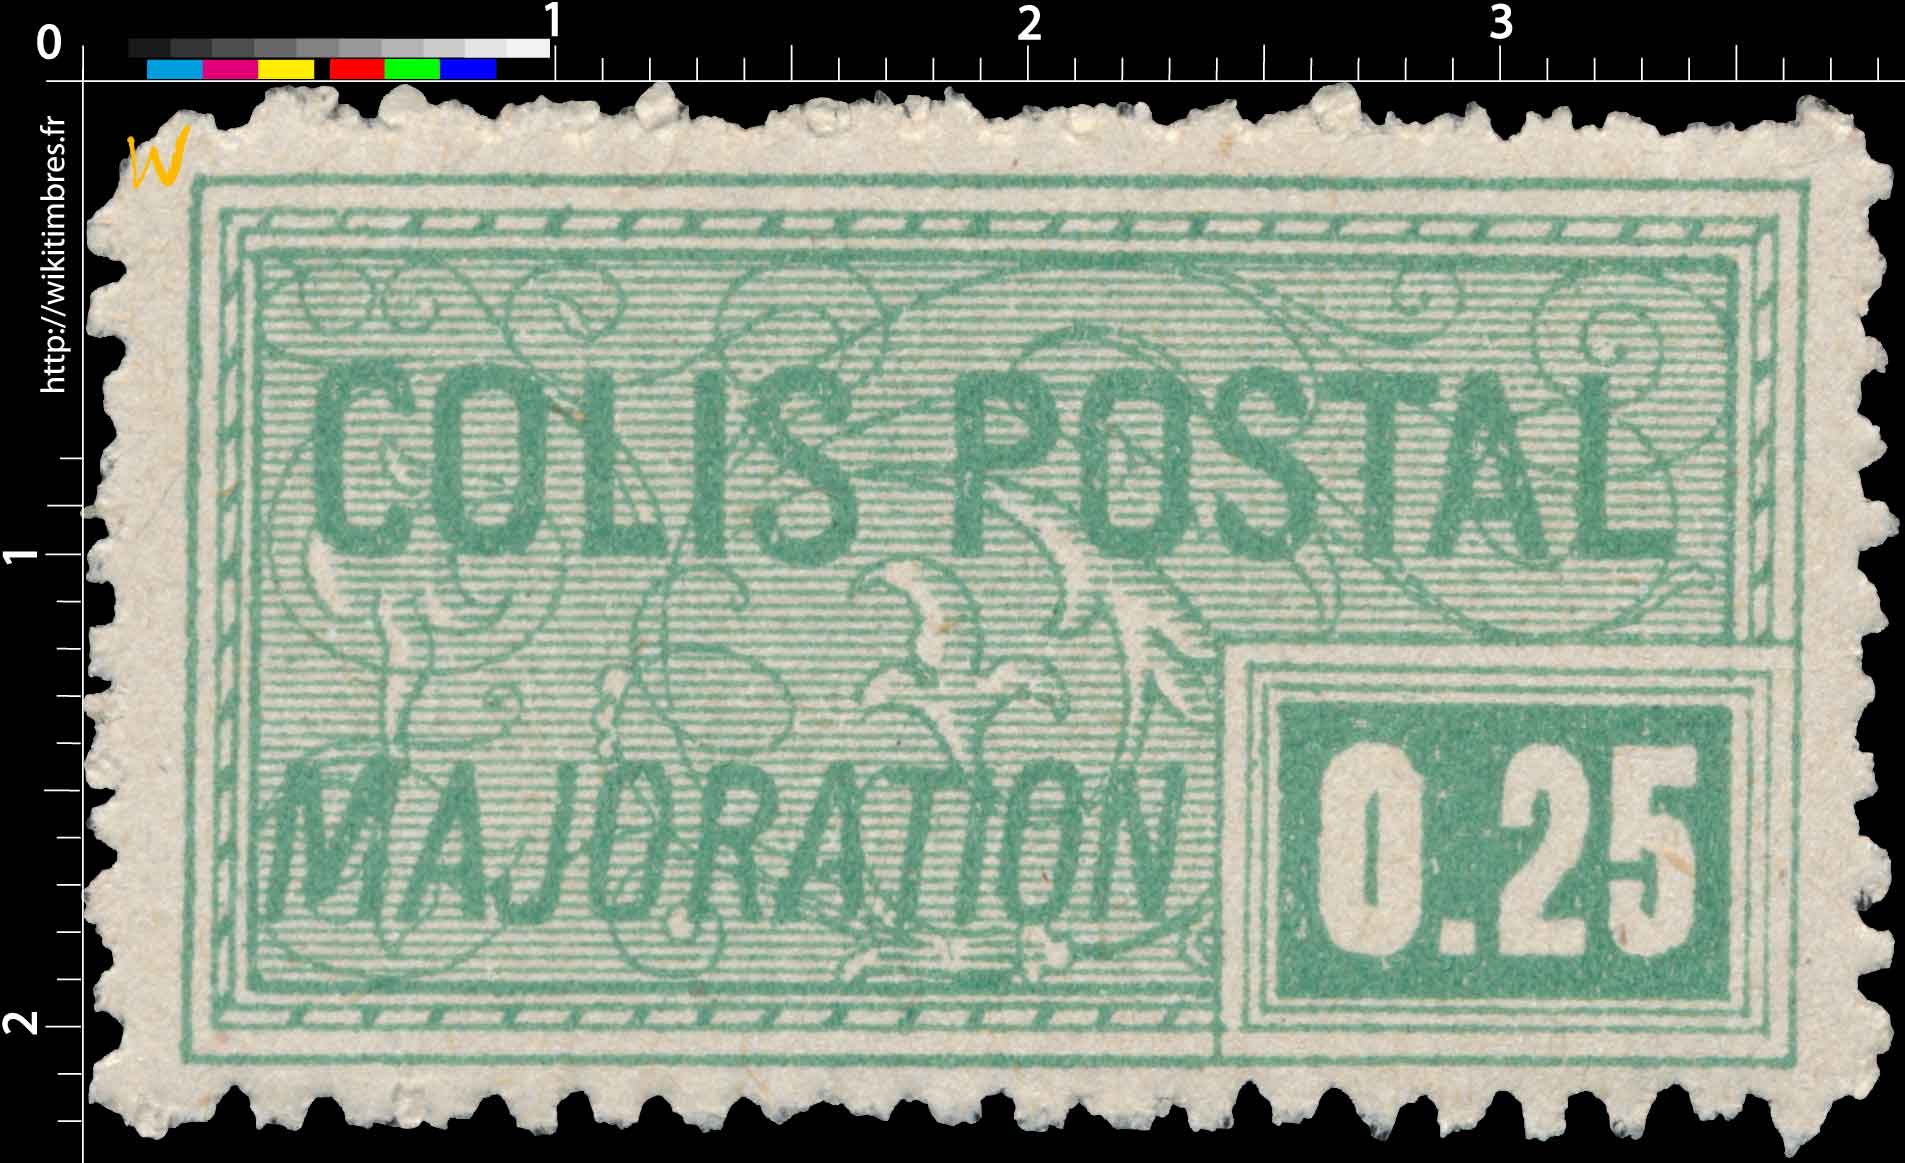 0 1 2 3
http://wikitimbres.fr
W
COLIS POSTAL
1
MAJORATION
0.25
2